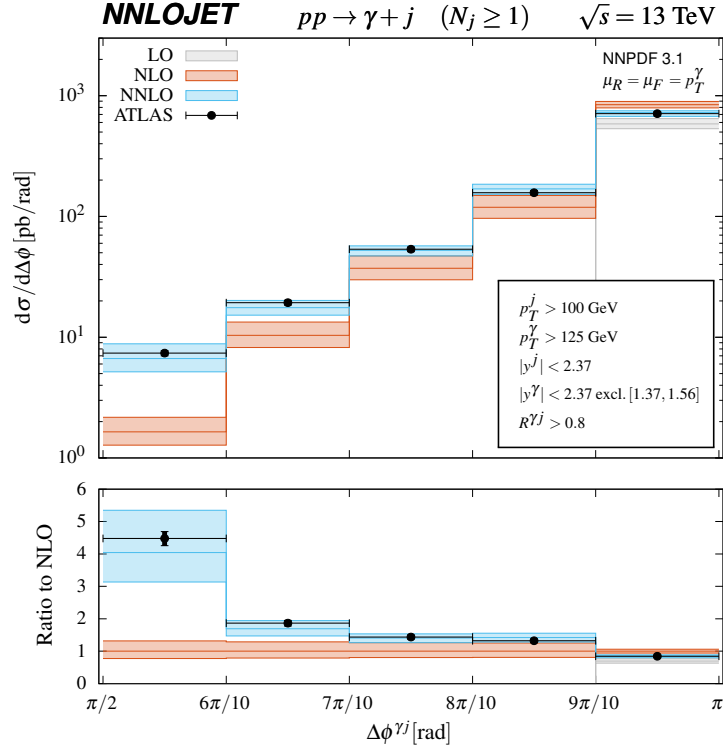 NNLOJET pp → γ + j (N_j ≥ 1) √s = 13 TeV
LO
NLO
NNLO
ATLAS
NNPDF 3.1
μ_R = μ_F = p_T^γ
10^3
10^2
10^1
10^0
dσ/dΔϕ [pb/rad]
p_T^j > 100 GeV
p_T^γ > 125 GeV
|y^j| < 2.37
|y^γ| < 2.37 excl. [1.37, 1.56]
R^γj > 0.8
6
5
4
3
2
1
0
Ratio to NLO
π/2 6π/10 7π/10 8π/10 9π/10 π
Δϕ^γj [rad]